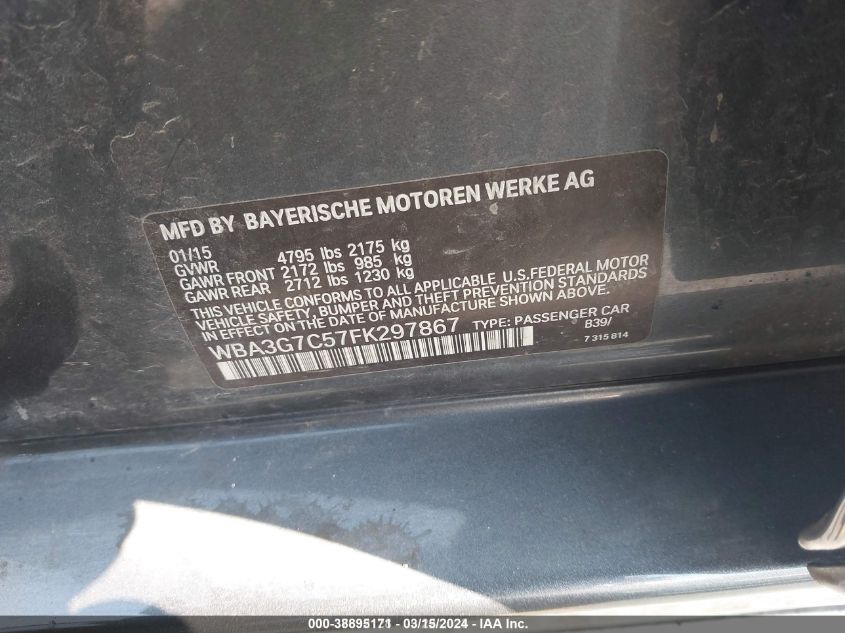 MFD BY BAYERISCHE MOTOREN WERKE AG
01/15
GVWR 4795 lbs 2175 kg
GAWR FRONT 2172 lbs 985 kg
GAWR REAR 2712 lbs 1230 kg
THIS VEHICLE CONFORMS TO ALL APPLICABLE U.S.FEDERAL MOTOR
VEHICLE SAFETY, BUMPER AND THEFT PREVENTION STANDARDS
IN EFFECT ON THE DATE OF MANUFACTURE SHOWN ABOVE.
WBA3G7C57FK297867 TYPE: PASSENGER CAR
B39/
7 315 814
000-38895171 - 03/15/2024 - IAA Inc.